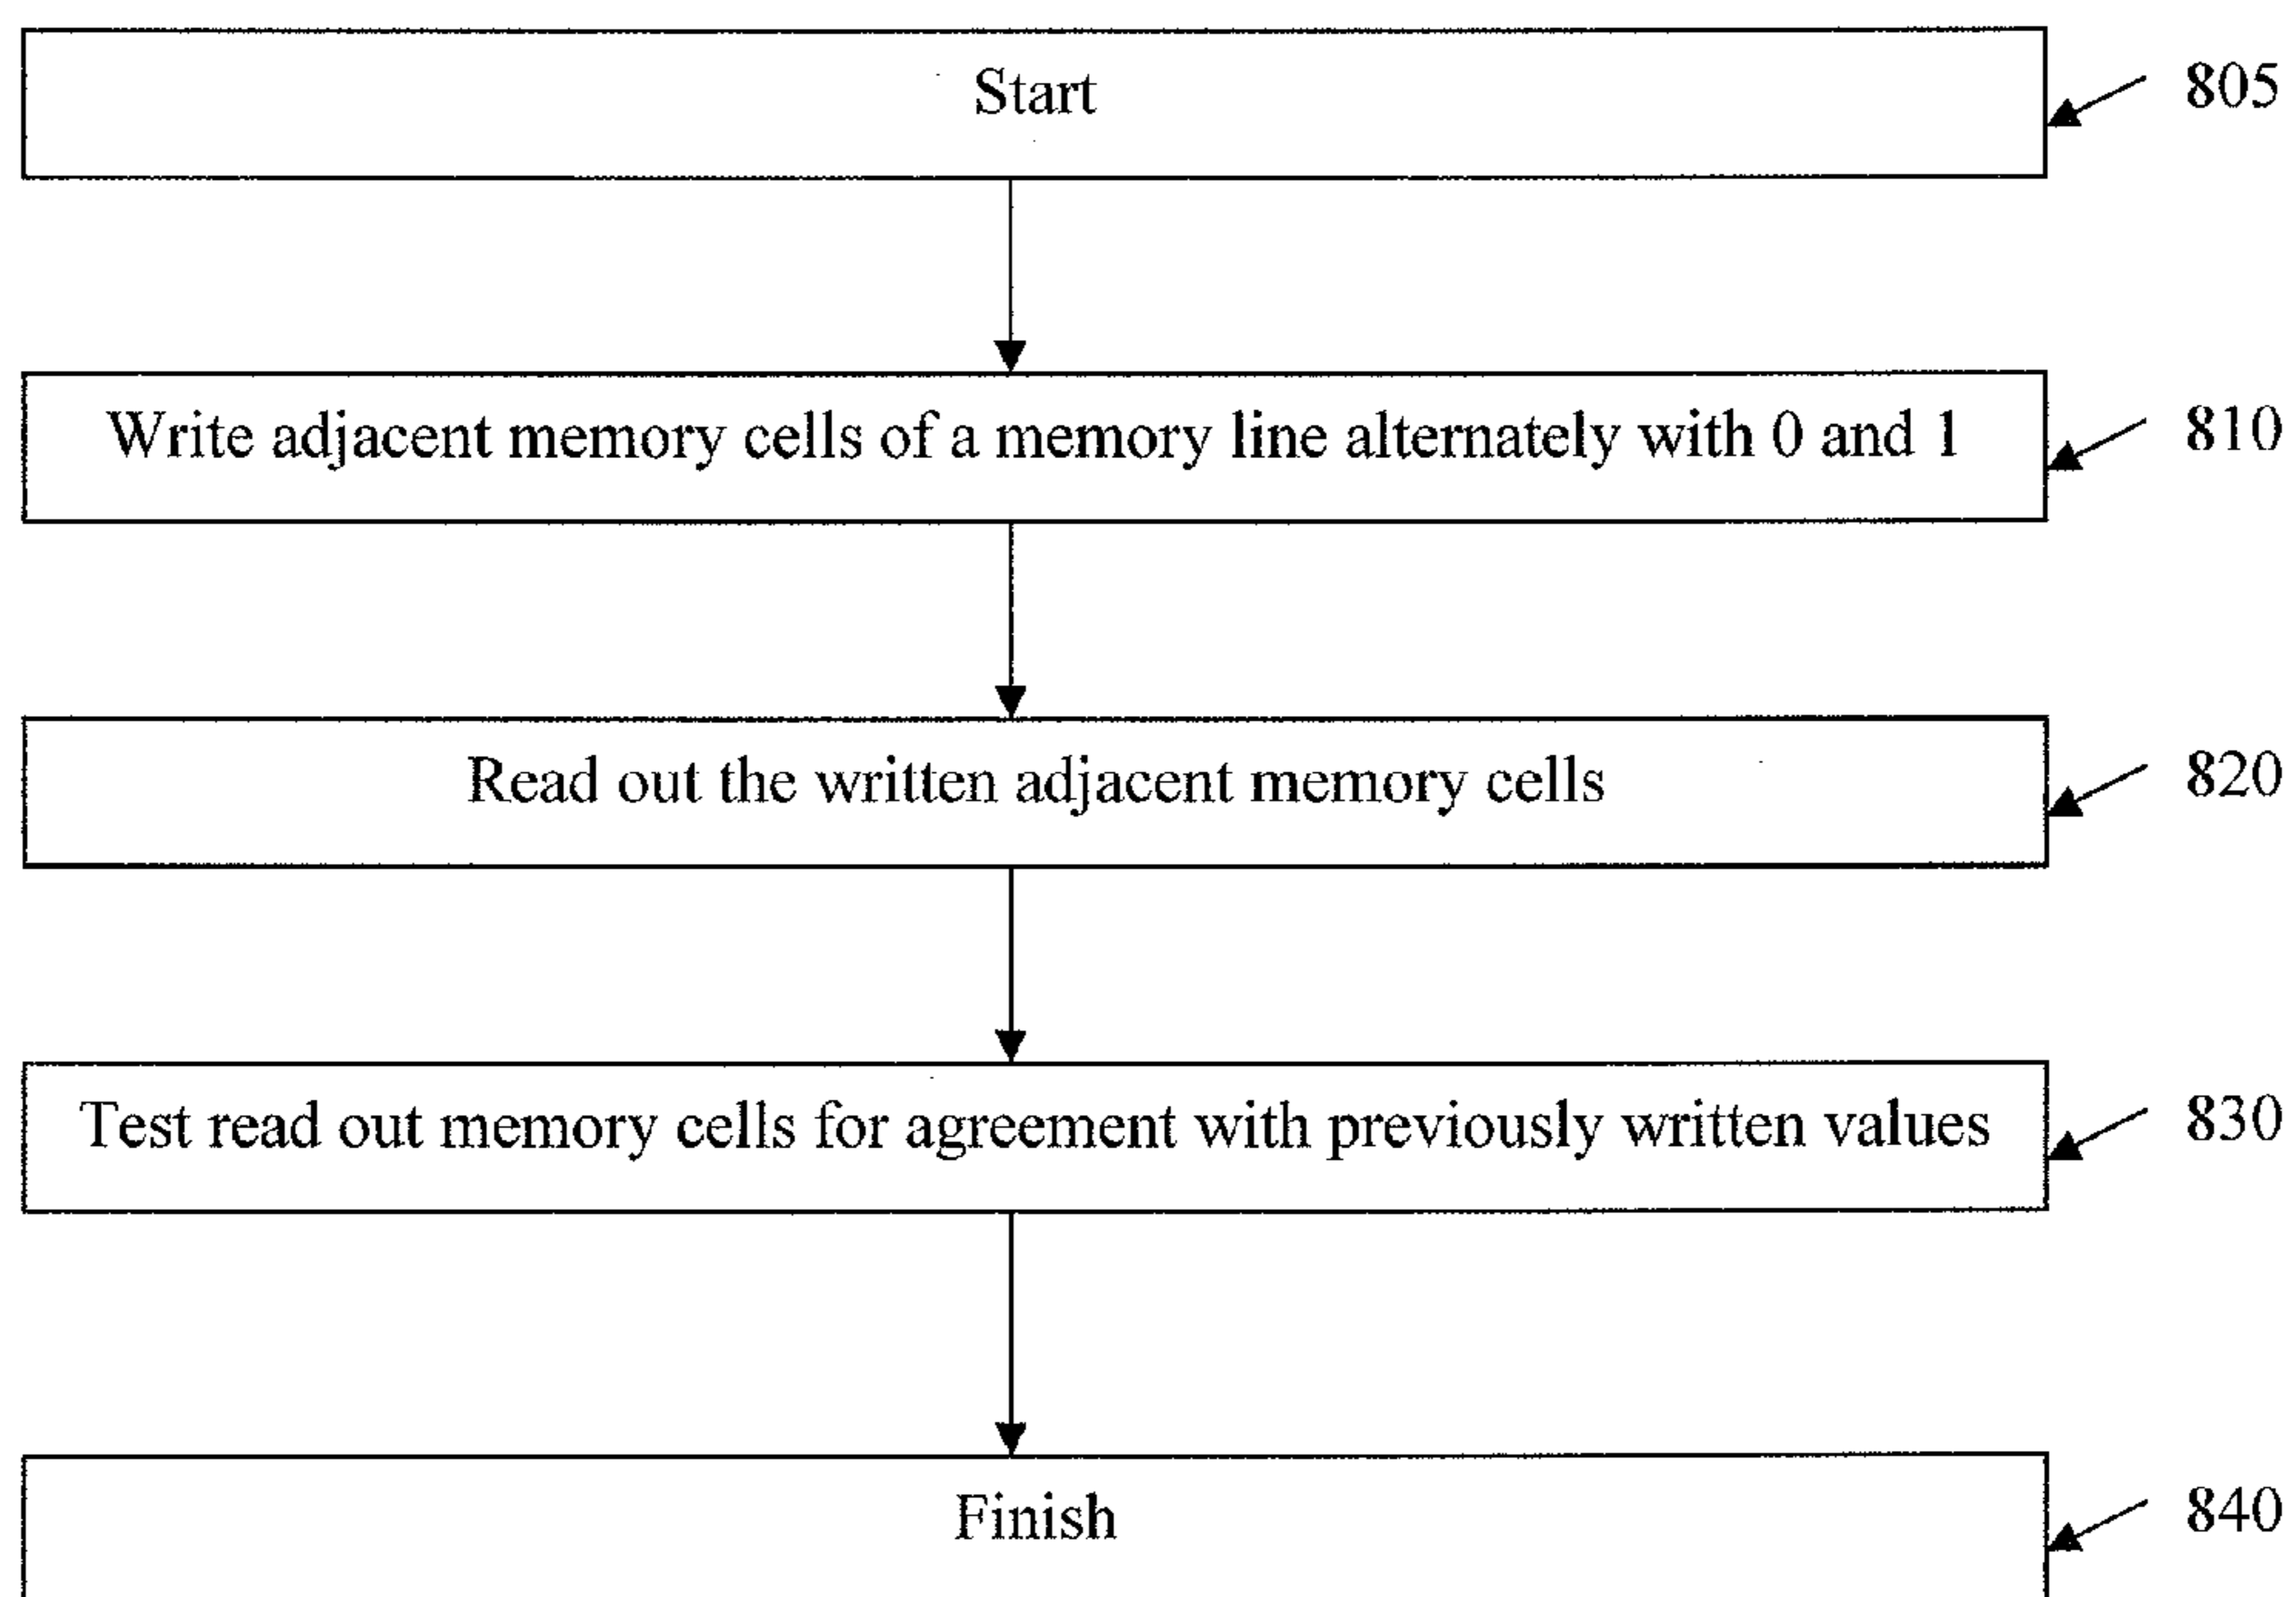 Start
805
Write adjacent memory cells of a memory line alternately with 0 and 1
810
Read out the written adjacent memory cells
820
Test read out memory cells for agreement with previously written values
830
Finish
840